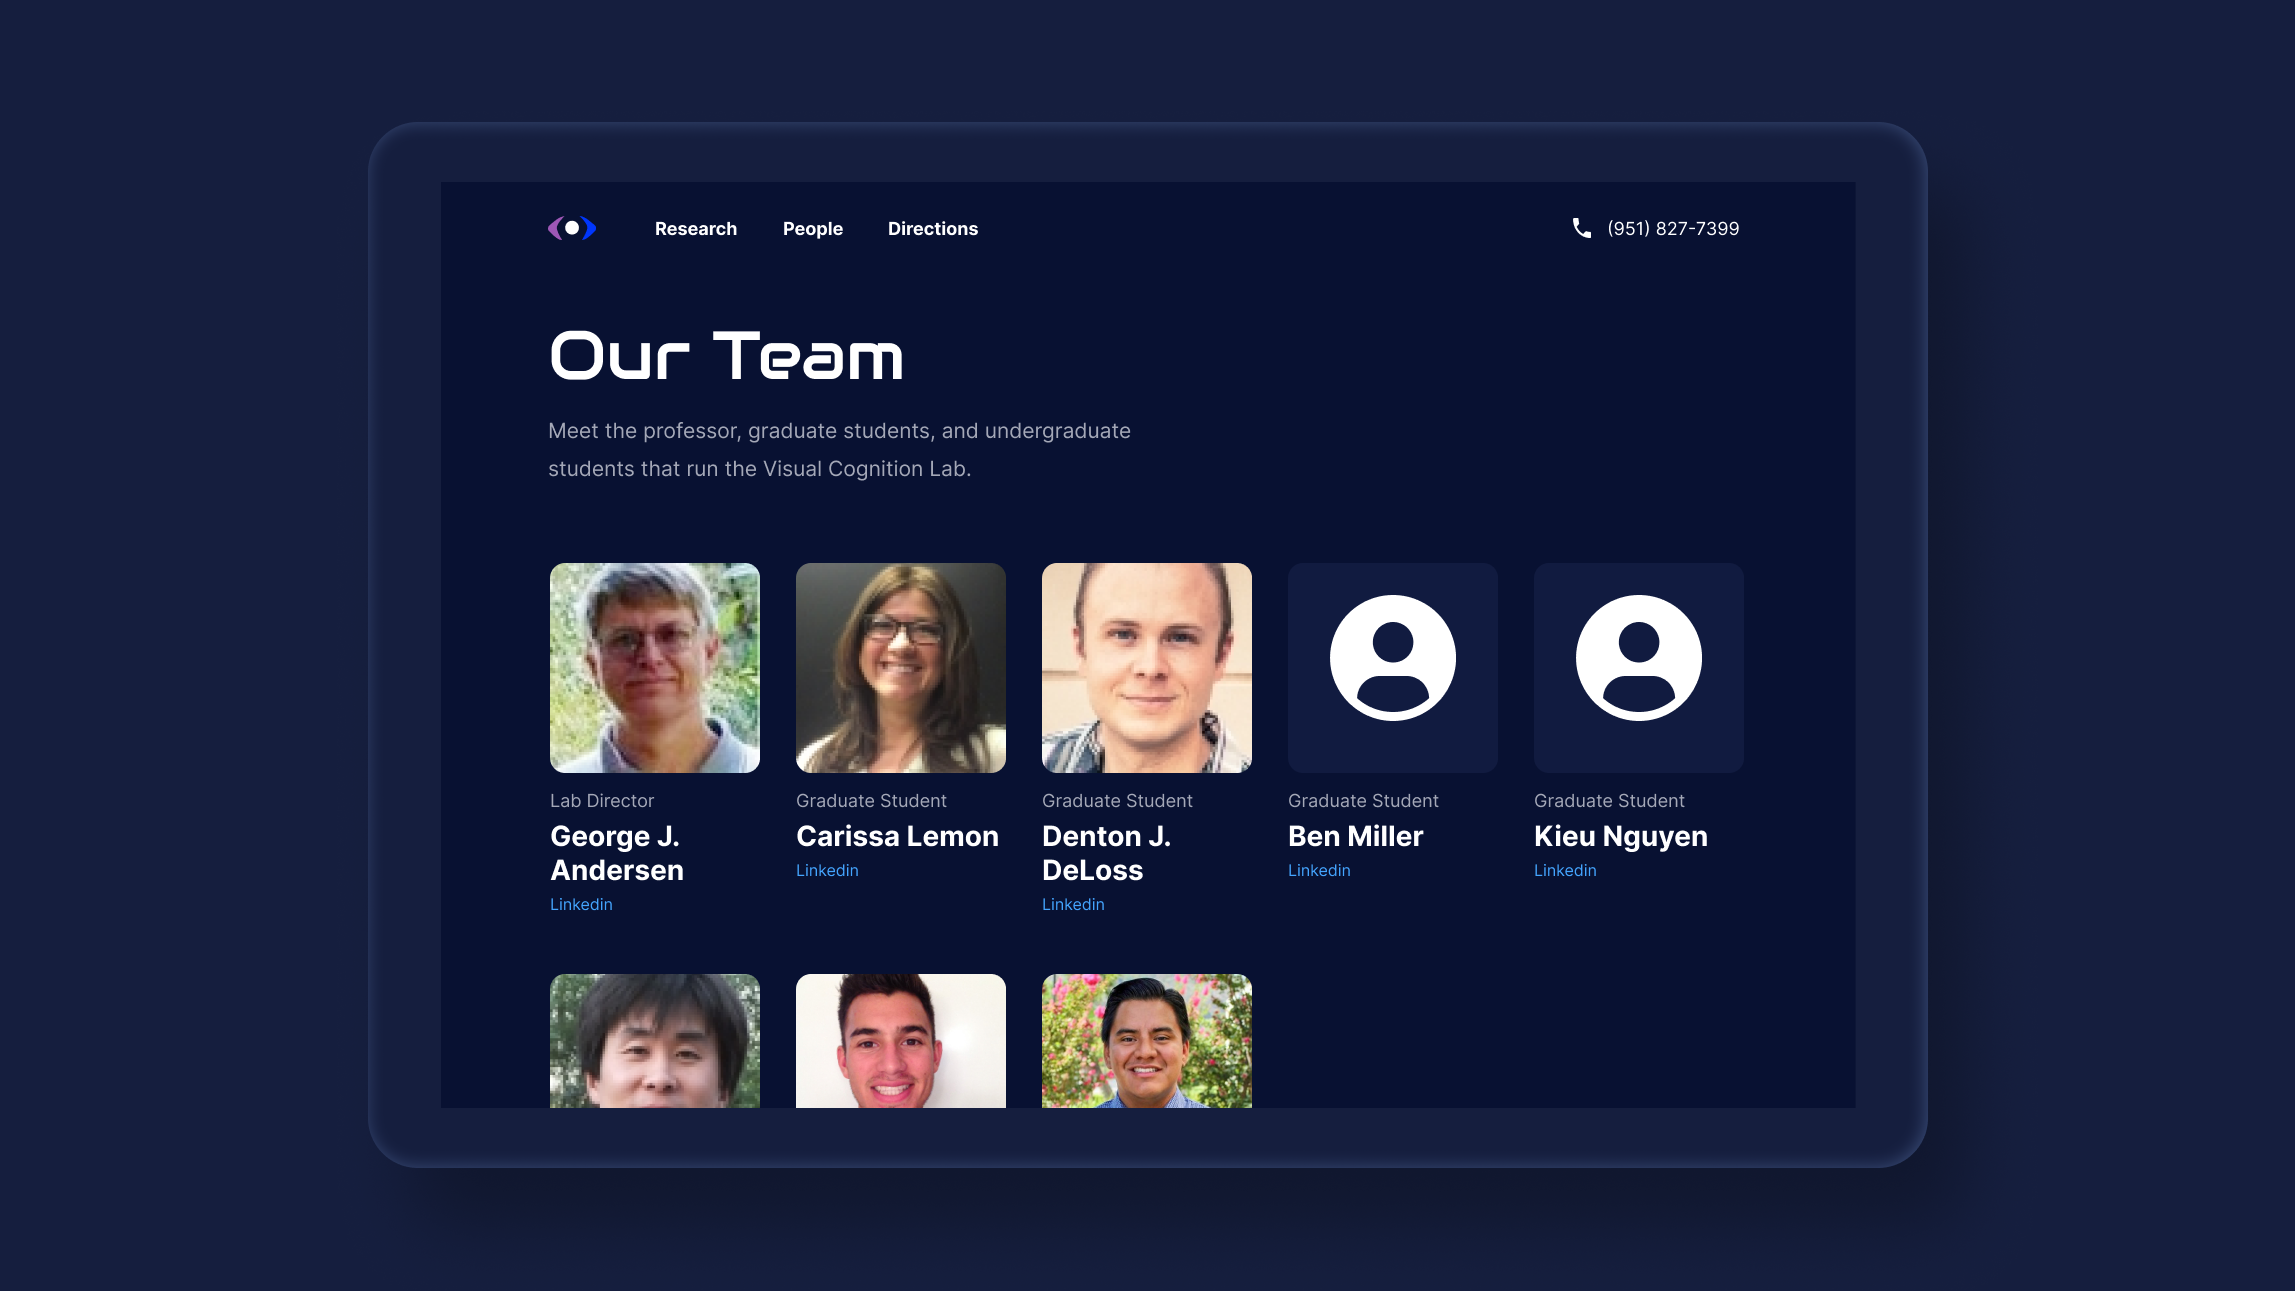 Research People Directions (951) 827-7399
Our Team
Meet the professor, graduate students, and undergraduate
students that run the Visual Cognition Lab.
Lab Director
George J.
Andersen
Linkedin
Graduate Student
Carissa Lemon
Linkedin
Graduate Student
Denton J.
DeLoss
Linkedin
Graduate Student
Ben Miller
Linkedin
Graduate Student
Kieu Nguyen
Linkedin